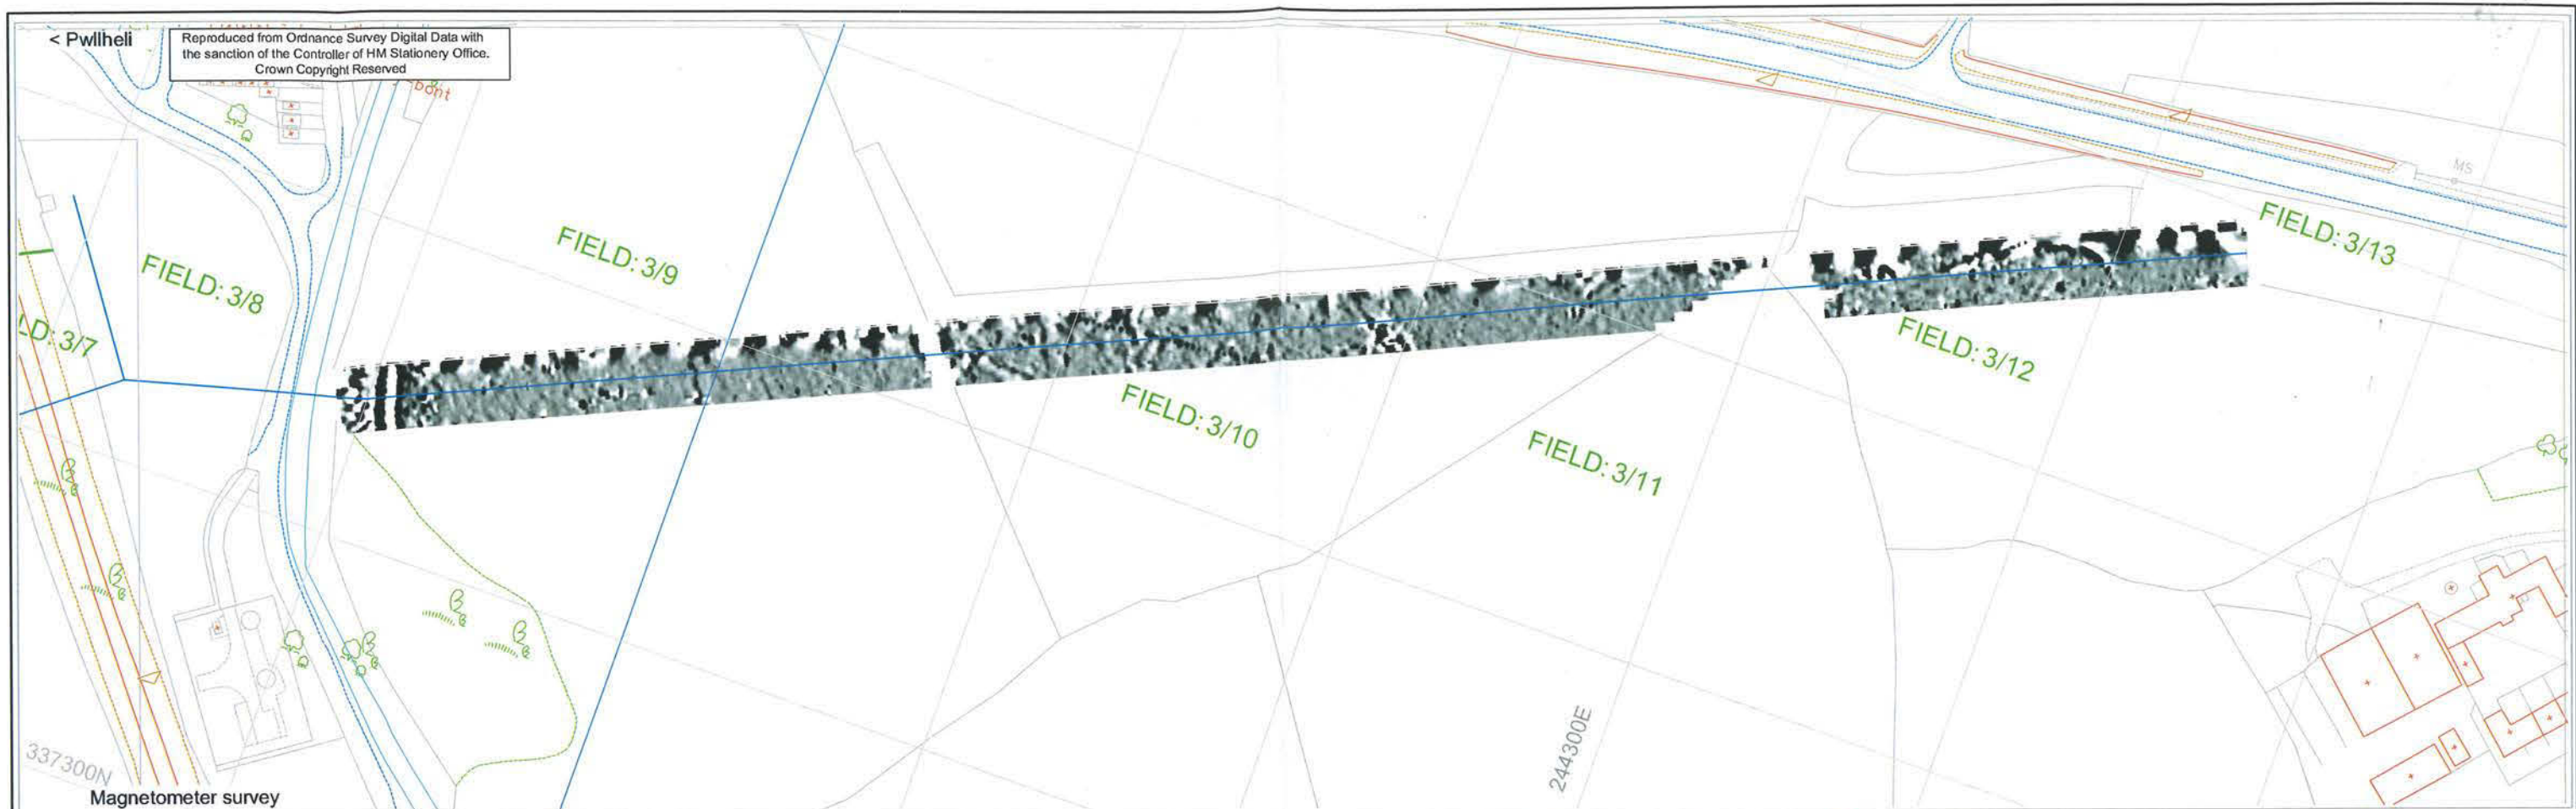 < Pwllheli
Reproduced from Ordnance Survey Digital Data with
the sanction of the Controller of HM Stationery Office.
Crown Copyright Reserved
bont
FIELD: 3/9
FIELD: 3/8
LD: 3/7
MS
FIELD: 3/13
FIELD: 3/12
FIELD: 3/10
FIELD: 3/11
244300E
337300N
Magnetometer survey